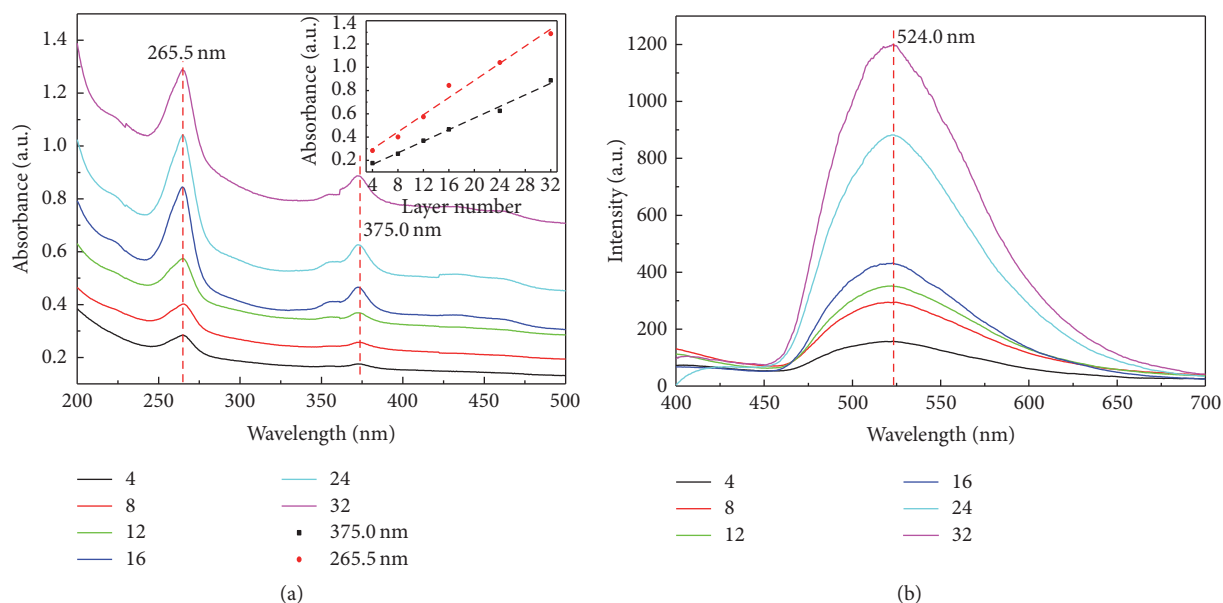 1.4
1.2
1.0
0.8
0.6
0.4
0.2
Absorbance (a.u.)
200 250 300 350 400 450 500
Wavelength (nm)
265.5 nm
375.0 nm
1.4
1.2
1.0
0.8
0.6
0.4
0.2
Absorbance (a.u.)
4 8 12 16 20 24 28 32
Layer number
4
8
12
16
24
32
375.0 nm
265.5 nm
(a)
1200
1000
800
600
400
200
0
Intensity (a.u.)
524.0 nm
400 450 500 550 600 650 700
Wavelength (nm)
4
8
12
16
24
32
(b)